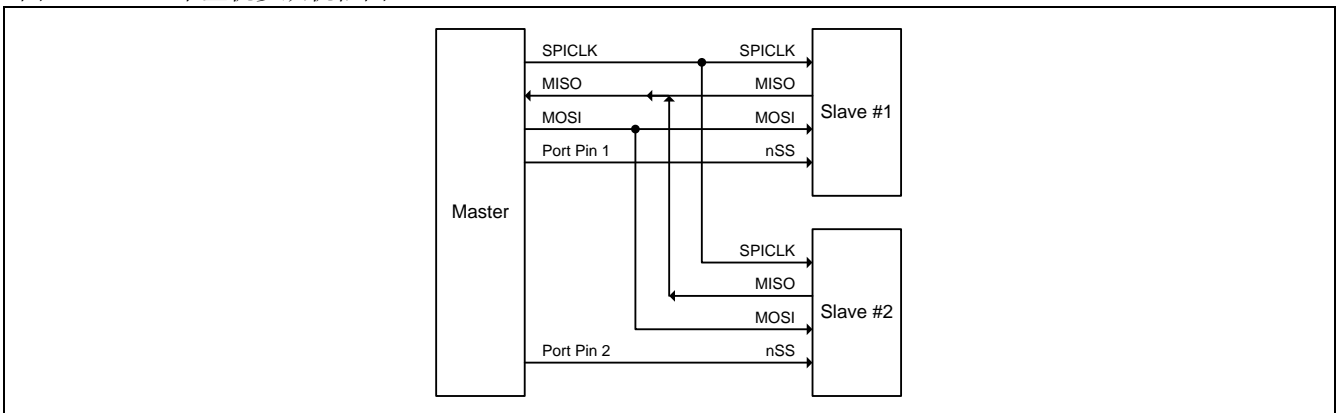 SPICLK SPICLK
MISO MISO
MOSI MOSI
Port Pin 1 nSS
Slave #1
Master
SPICLK
MISO
MOSI
Port Pin 2 nSS
Slave #2